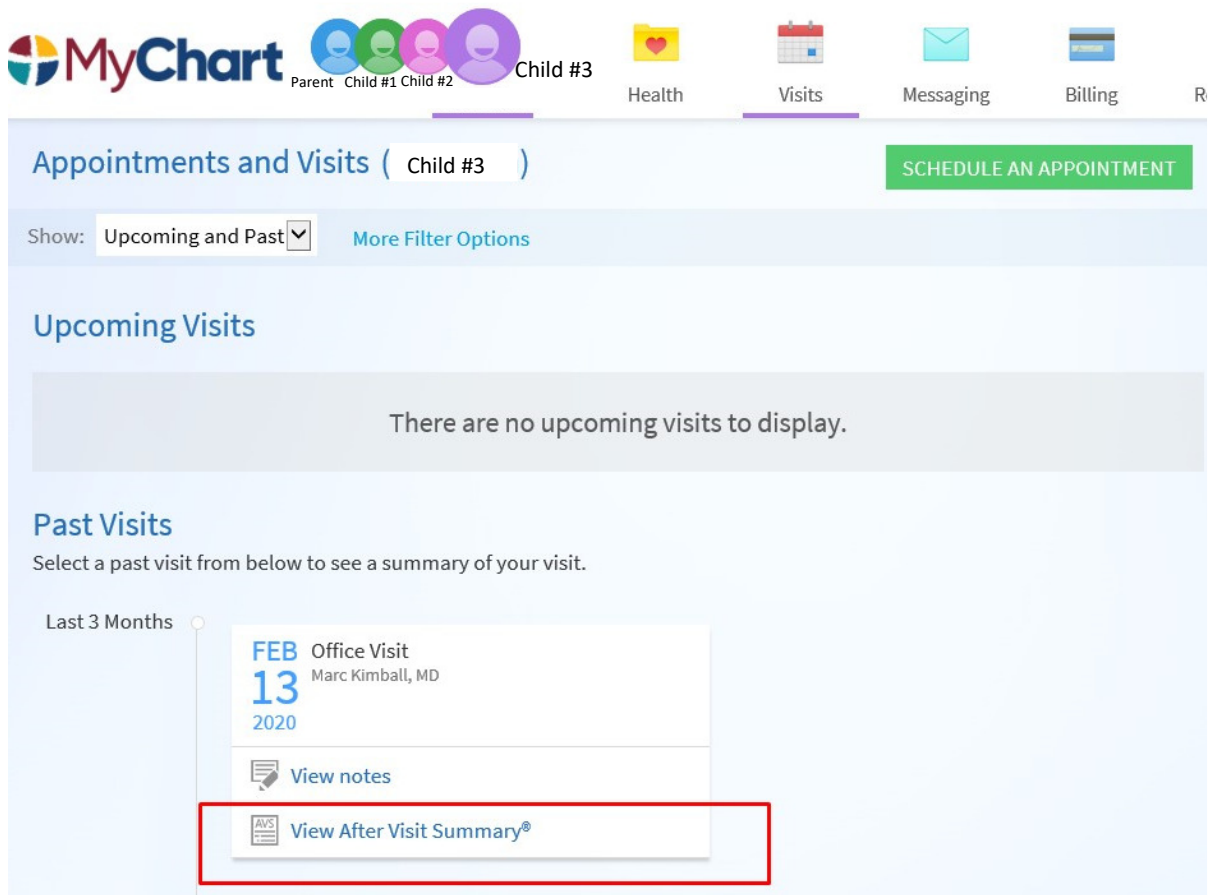 MyChart
Parent Child #1 Child #2 Child #3
Health Visits Messaging Billing
Appointments and Visits ( Child #3 )
SCHEDULE AN APPOINTMENT
Show: Upcoming and Past More Filter Options
Upcoming Visits
There are no upcoming visits to display.
Past Visits
Select a past visit from below to see a summary of your visit.
Last 3 Months
FEB Office Visit
13 Marc Kimball, MD
2020
View notes
AVS View After Visit Summary®